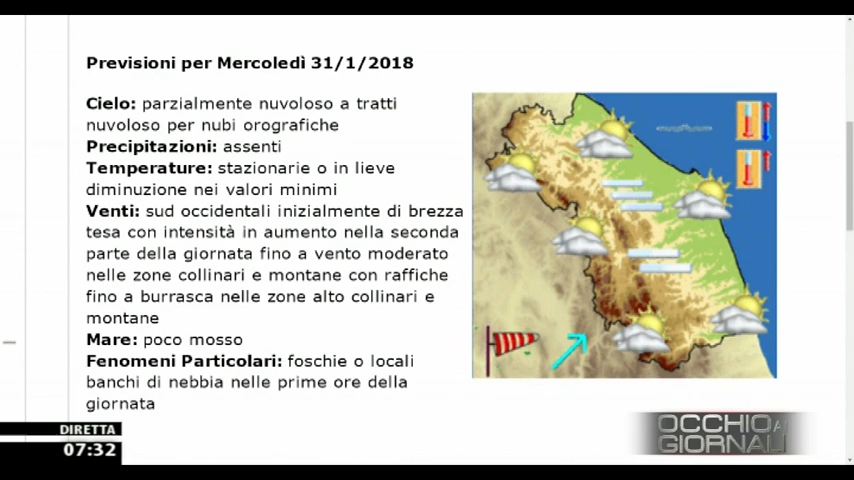 Previsioni per Mercoledì 31/1/2018
Cielo: parzialmente nuvoloso a tratti
nuvoloso per nubi orografiche
Precipitazioni: assenti
Temperature: stazionarie o in lieve
diminuzione nei valori minimi
Venti: sud occidentali inizialmente di brezza
tesa con intensità in aumento nella seconda
parte della giornata fino a vento moderato
nelle zone collinari e montane con raffiche
fino a burrasca nelle zone alto collinari e
montane
Mare: poco mosso
Fenomeni Particolari: foschie o locali
banchi di nebbia nelle prime ore della
giornata
DIRETTA
07:32
OCCHIO AI
GIORNALI